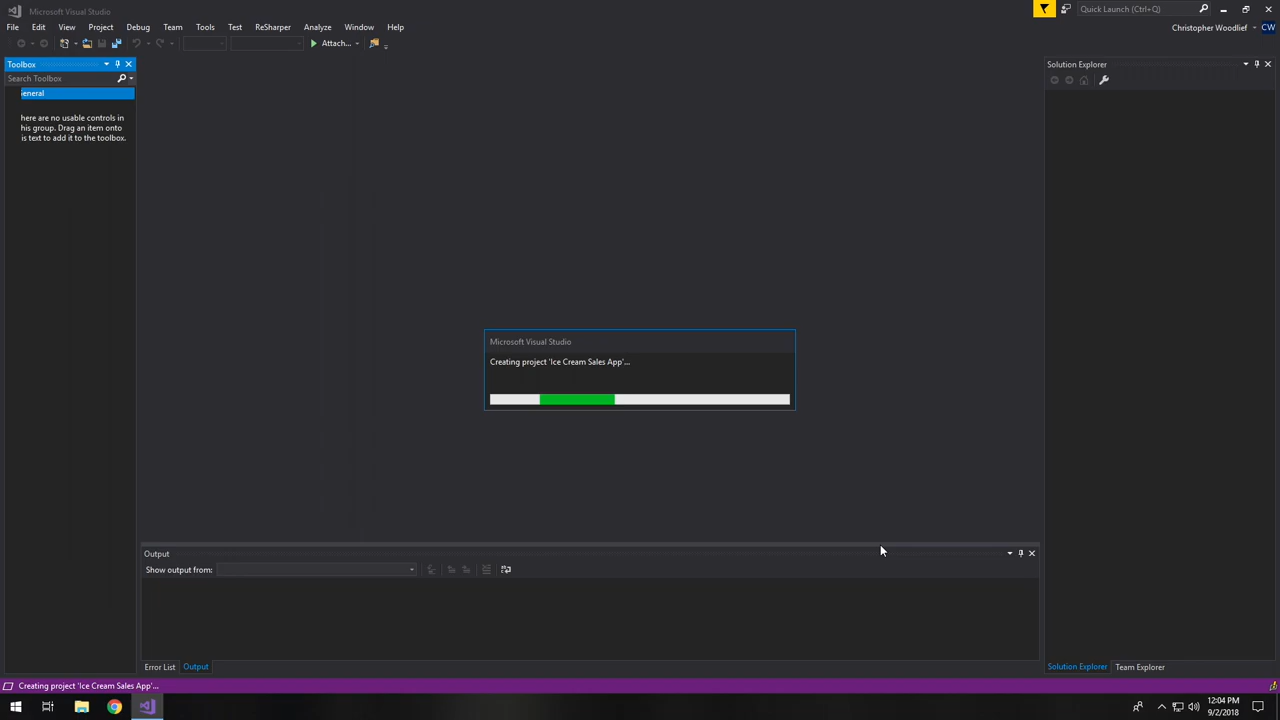 Microsoft Visual Studio
Quick Launch (Ctrl+Q)
File Edit View Project Debug Team Tools Test ReSharper Analyze Window Help
Christopher Woodlief CW
Attach...
Toolbox
Solution Explorer
Search Toolbox
eneral
here are no usable controls in
his group. Drag an item onto
is text to add it to the toolbox.
Microsoft Visual Studio
Creating project 'Ice Cream Sales App'...
Output
Show output from:
Error List Output
Solution Explorer Team Explorer
Creating project 'Ice Cream Sales App'...
12:04 PM
9/2/2018